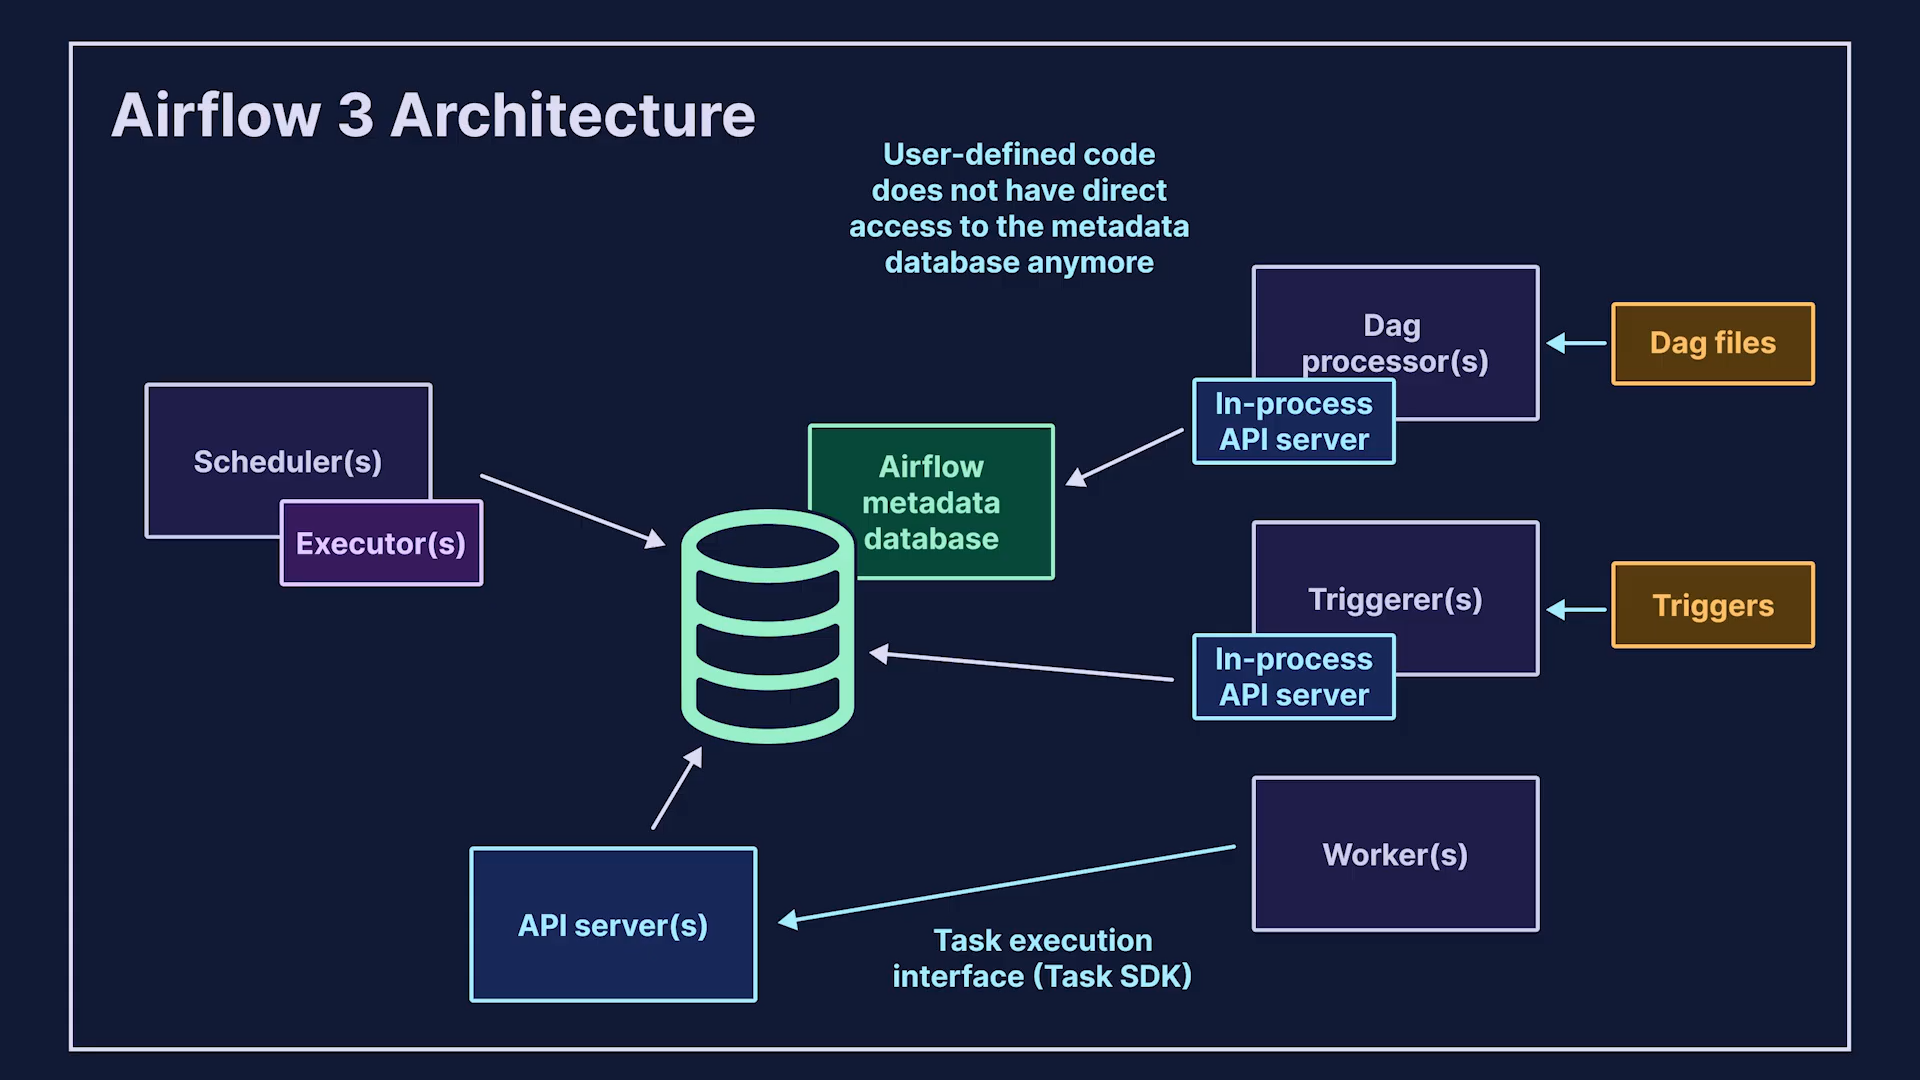 Airflow 3 Architecture
User-defined code
does not have direct
access to the metadata
database anymore
Dag
processor(s)
Dag files
In-process
API server
Scheduler(s)
Executor(s)
Airflow
metadata
database
Triggerer(s)
Triggers
In-process
API server
Worker(s)
API server(s)
Task execution
interface (Task SDK)